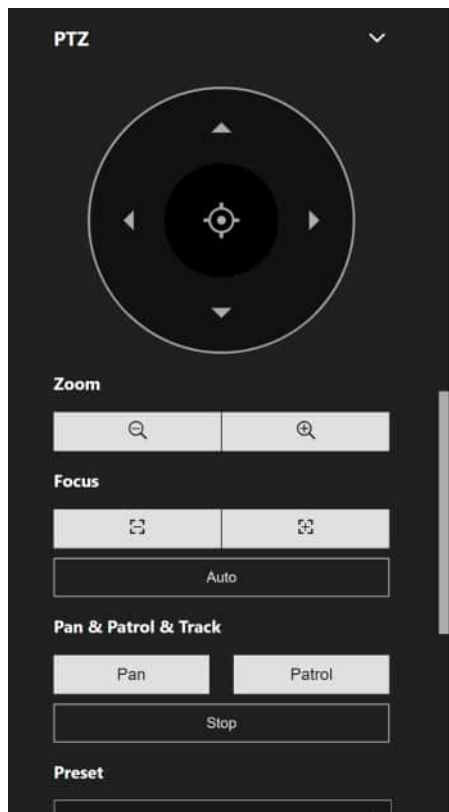 PTZ
Zoom
Focus
Auto
Pan & Patrol & Track
Pan Patrol
Stop
Preset